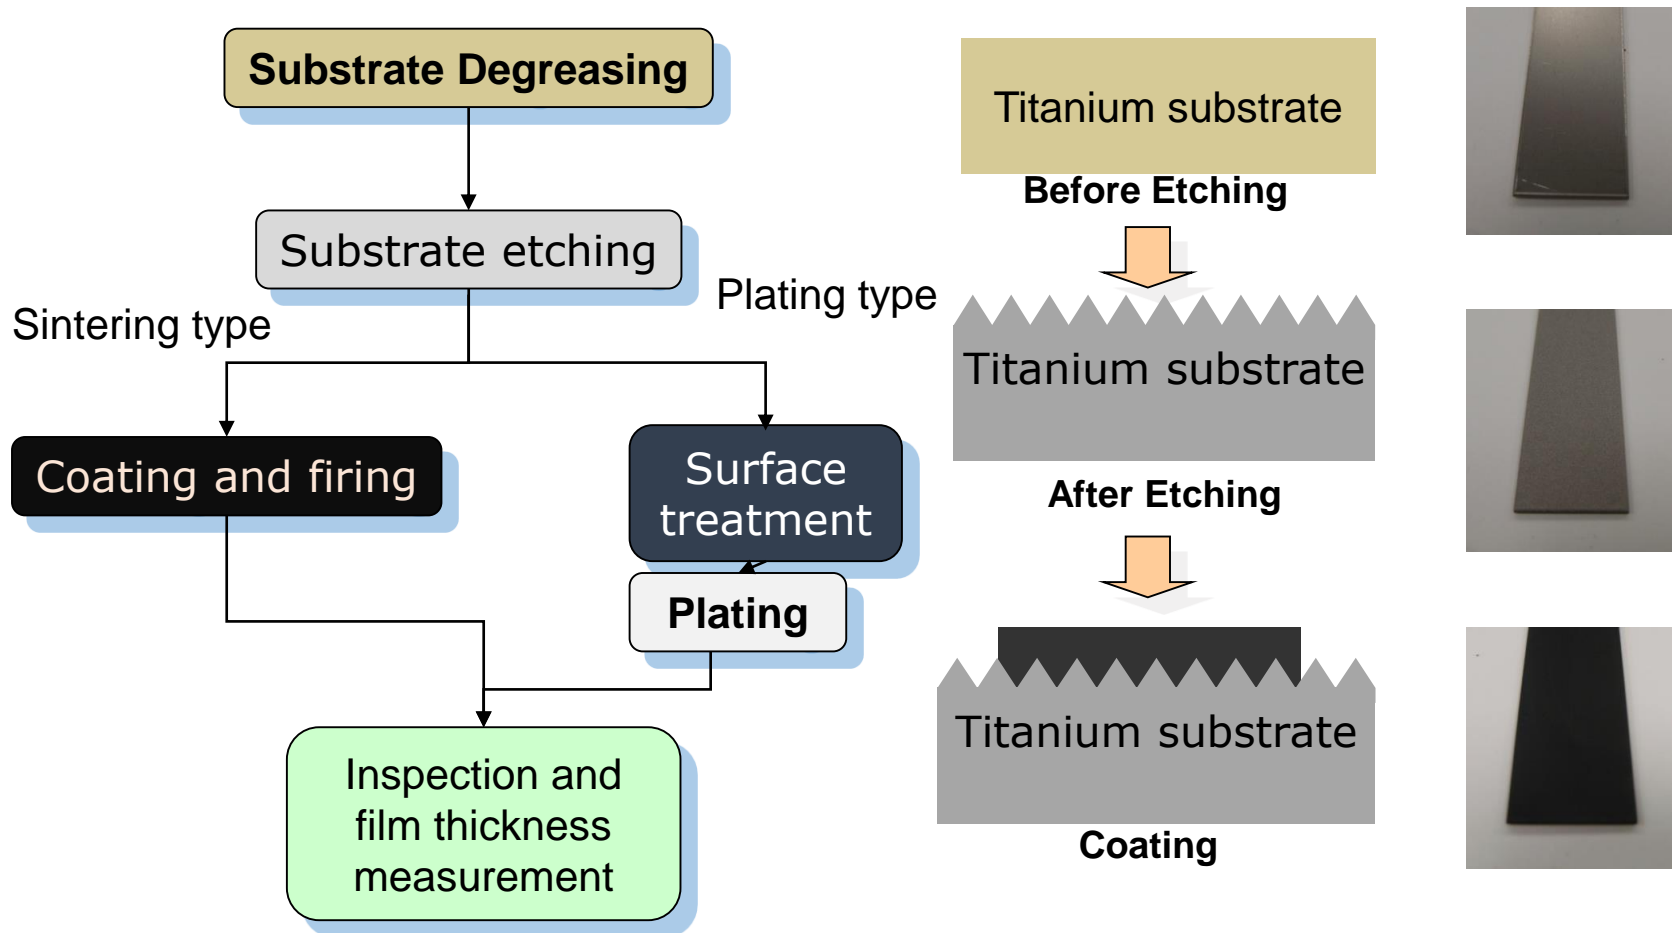 Substrate Degreasing
Substrate etching
Sintering type
Plating type
Coating and firing
Surface
treatment
Plating
Inspection and
film thickness
measurement
Titanium substrate
Before Etching
Titanium substrate
After Etching
Titanium substrate
Coating